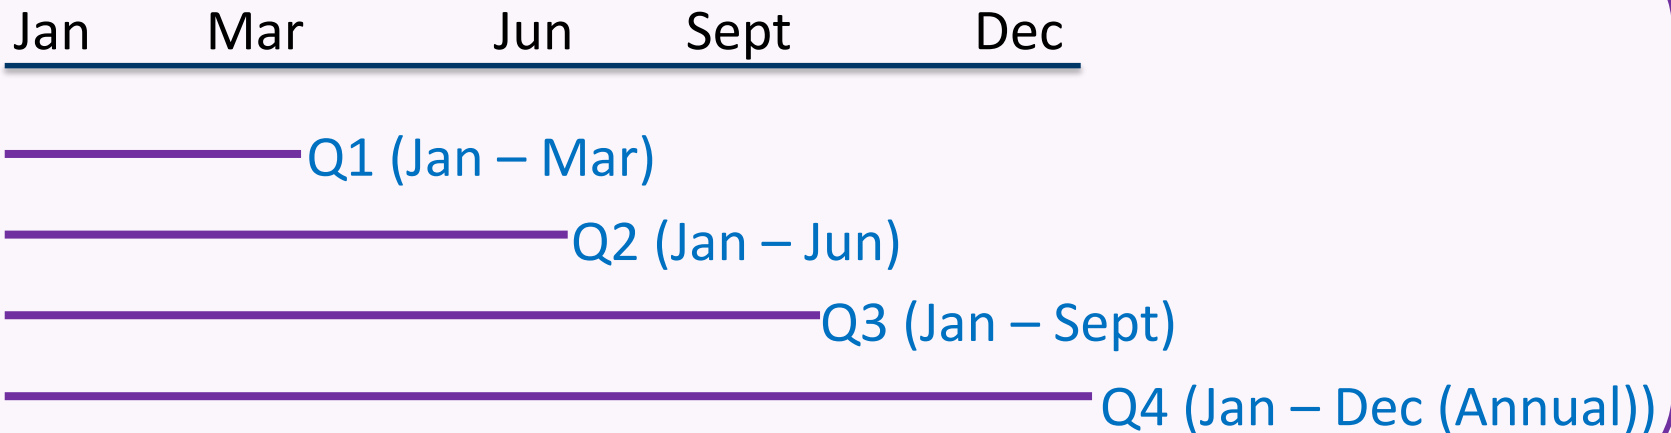 Jan Mar Jun Sept Dec
Q1 (Jan – Mar)
Q2 (Jan – Jun)
Q3 (Jan – Sept)
Q4 (Jan – Dec (Annual))